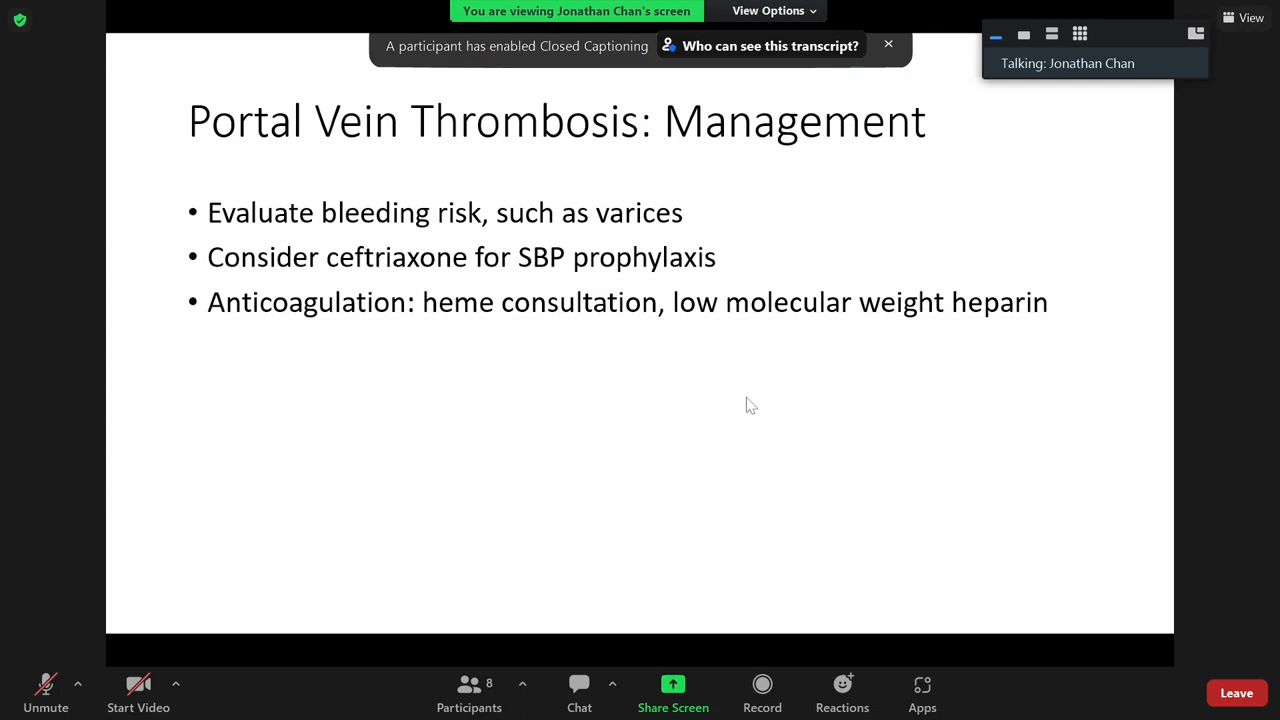 You are viewing Jonathan Chan's screen
View Options
View
A participant has enabled Closed Captioning
Who can see this transcript?
Talking: Jonathan Chan
Portal Vein Thrombosis: Management
• Evaluate bleeding risk, such as varices
• Consider ceftriaxone for SBP prophylaxis
• Anticoagulation: heme consultation, low molecular weight heparin
Unmute
Start Video
8
Participants
Chat
Share Screen
Record
Reactions
Apps
Leave